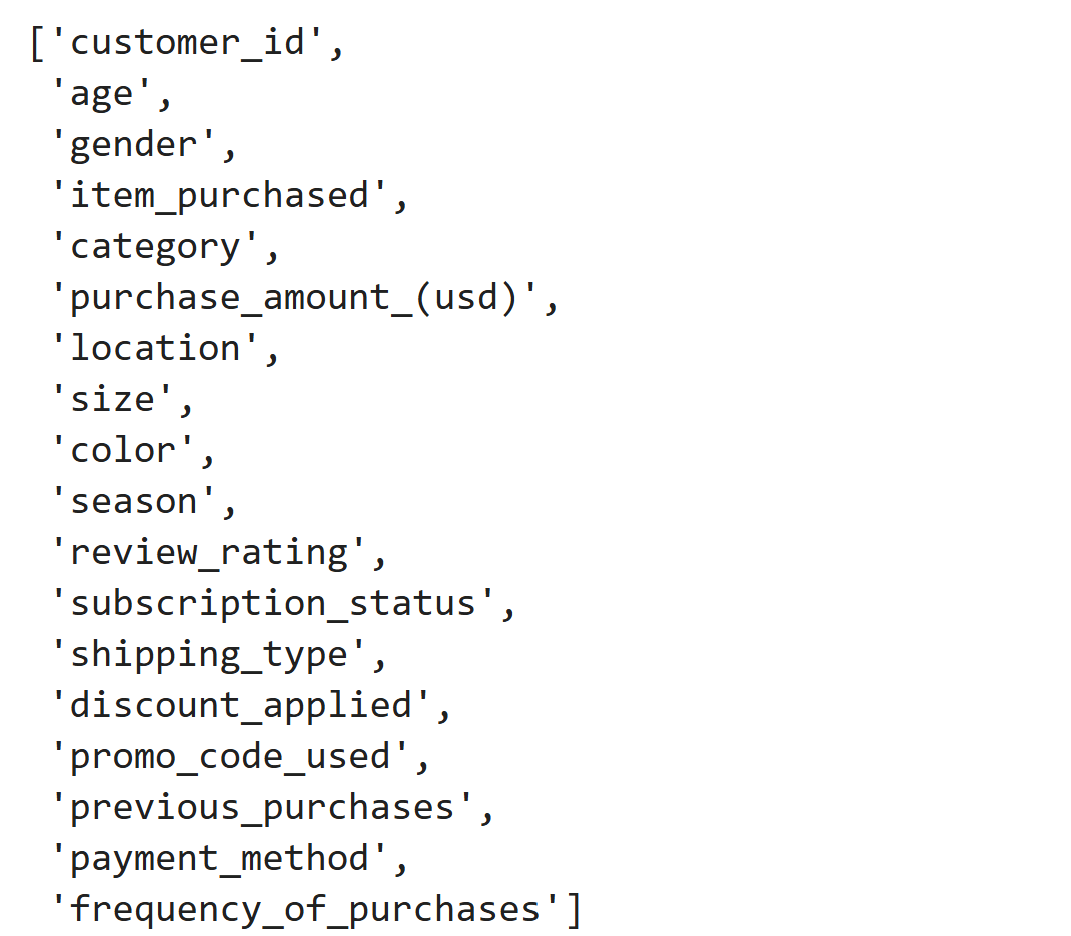 ['customer_id',
 'age',
 'gender',
 'item_purchased',
 'category',
 'purchase_amount_(usd)',
 'location',
 'size',
 'color',
 'season',
 'review_rating',
 'subscription_status',
 'shipping_type',
 'discount_applied',
 'promo_code_used',
 'previous_purchases',
 'payment_method',
 'frequency_of_purchases']